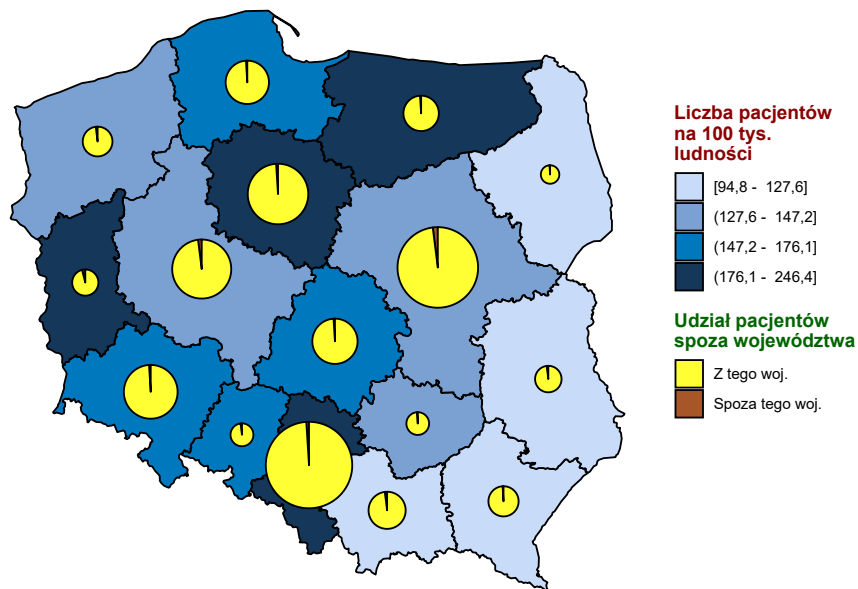 Liczba pacjentów
na 100 tys.
ludności
[94,8 - 127,6]
(127,6 - 147,2]
(147,2 - 176,1]
(176,1 - 246,4]
Udział pacjentów
spoza województwa
Z tego woj.
Spoza tego woj.